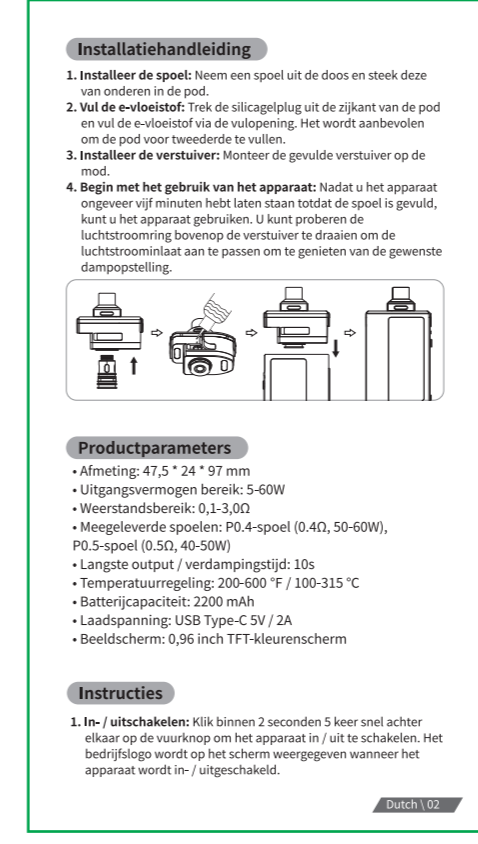 Installatiehandleiding
1. Installeer de spoel: Neem een spoel uit de doos en steek deze
van onderen in de pod.
2. Vul de e-vloeistof: Trek de silicagelplug uit de zijkant van de pod
en vul de e-vloeistof via de vulopening. Het wordt aanbevolen
om de pod voor tweederde te vullen.
3. Installeer de verstuiver: Monteer de gevulde verstuiver op de
mod.
4. Begin met het gebruik van het apparaat: Nadat u het apparaat
ongeveer vijf minuten hebt laten staan totdat de spoel is gevuld,
kunt u het apparaat gebruiken. U kunt proberen de
luchtstroomring bovenop de verstuiver te draaien om de
luchtstroominlaat aan te passen om te genieten van de gewenste
dampopstelling.
Productparameters
• Afmeting: 47,5 * 24 * 97 mm
• Uitgangsvermogen bereik: 5-60W
• Weerstandsbereik: 0,1-3,0Ω
• Meegeleverde spoelen: P0.4-spoel (0.4Ω, 50-60W),
P0.5-spoel (0.5Ω, 40-50W)
• Langste output / verdampingstijd: 10s
• Temperatuurregeling: 200-600 °F / 100-315 °C
• Batterijcapaciteit: 2200 mAh
• Laadspanning: USB Type-C 5V / 2A
• Beeldscherm: 0,96 inch TFT-kleurenscherm
Instructies
1. In- / uitschakelen: Klik binnen 2 seconden 5 keer snel achter
elkaar op de vuurknop om het apparaat in / uit te schakelen. Het
bedrijfslogo wordt op het scherm weergegeven wanneer het
apparaat wordt in- / uitgeschakeld.
Dutch \ 02